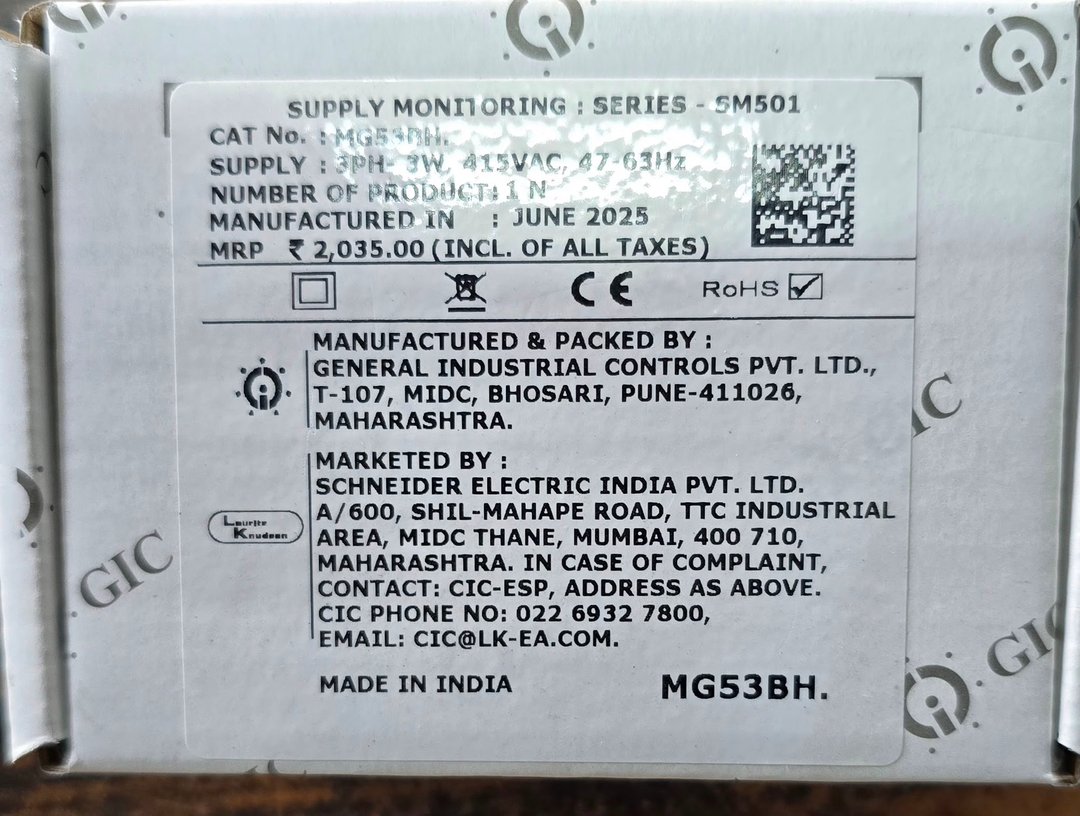 SUPPLY MONITORING : SERIES - SM501
CAT No. : MG53BH.
SUPPLY : 3PH- 3W, 415VAC, 47-63Hz
NUMBER OF PRODUCT: 1 N
MANUFACTURED IN : JUNE 2025
MRP ₹ 2,035.00 (INCL. OF ALL TAXES)
CE RoHS
MANUFACTURED & PACKED BY :
GENERAL INDUSTRIAL CONTROLS PVT. LTD.,
T-107, MIDC, BHOSARI, PUNE-411026,
MAHARASHTRA.
MARKETED BY :
SCHNEIDER ELECTRIC INDIA PVT. LTD.
A/600, SHIL-MAHAPE ROAD, TTC INDUSTRIAL
AREA, MIDC THANE, MUMBAI, 400 710,
MAHARASHTRA. IN CASE OF COMPLAINT,
CONTACT: CIC-ESP, ADDRESS AS ABOVE.
CIC PHONE NO: 022 6932 7800,
EMAIL: CIC@LK-EA.COM.
Lauritz
Knudsen
MADE IN INDIA
MG53BH.
GIC
GIC